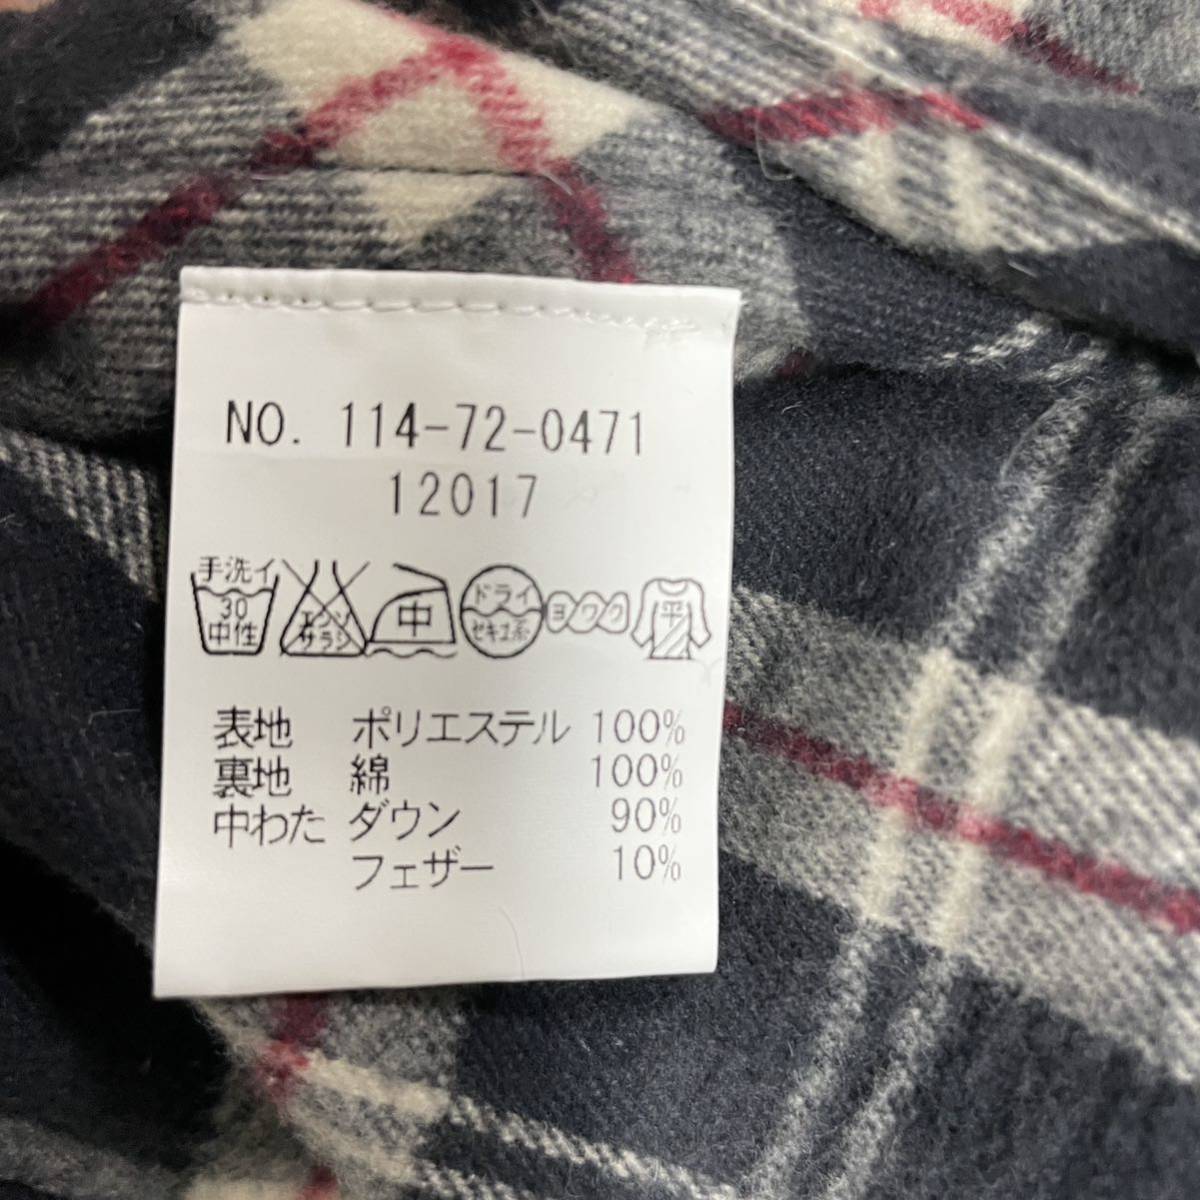 NO. 114-72-0471
12017
手洗イ
30
中性
エンソ
サラシ
中
ドライ
セキユ系
ヨワク
平
表地 ポリエステル 100%
裏地 綿 100%
中わた ダウン 90%
フェザー 10%